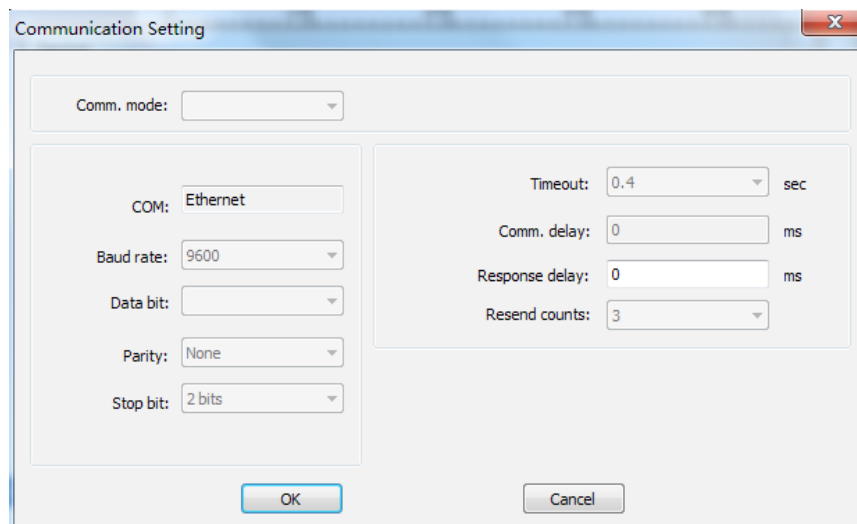 Communication Setting
Comm. mode:
COM: Ethernet
Baud rate: 9600
Data bit:
Parity: None
Stop bit: 2 bits
Timeout: 0.4 sec
Comm. delay: 0 ms
Response delay: 0 ms
Resend counts: 3
OK
Cancel